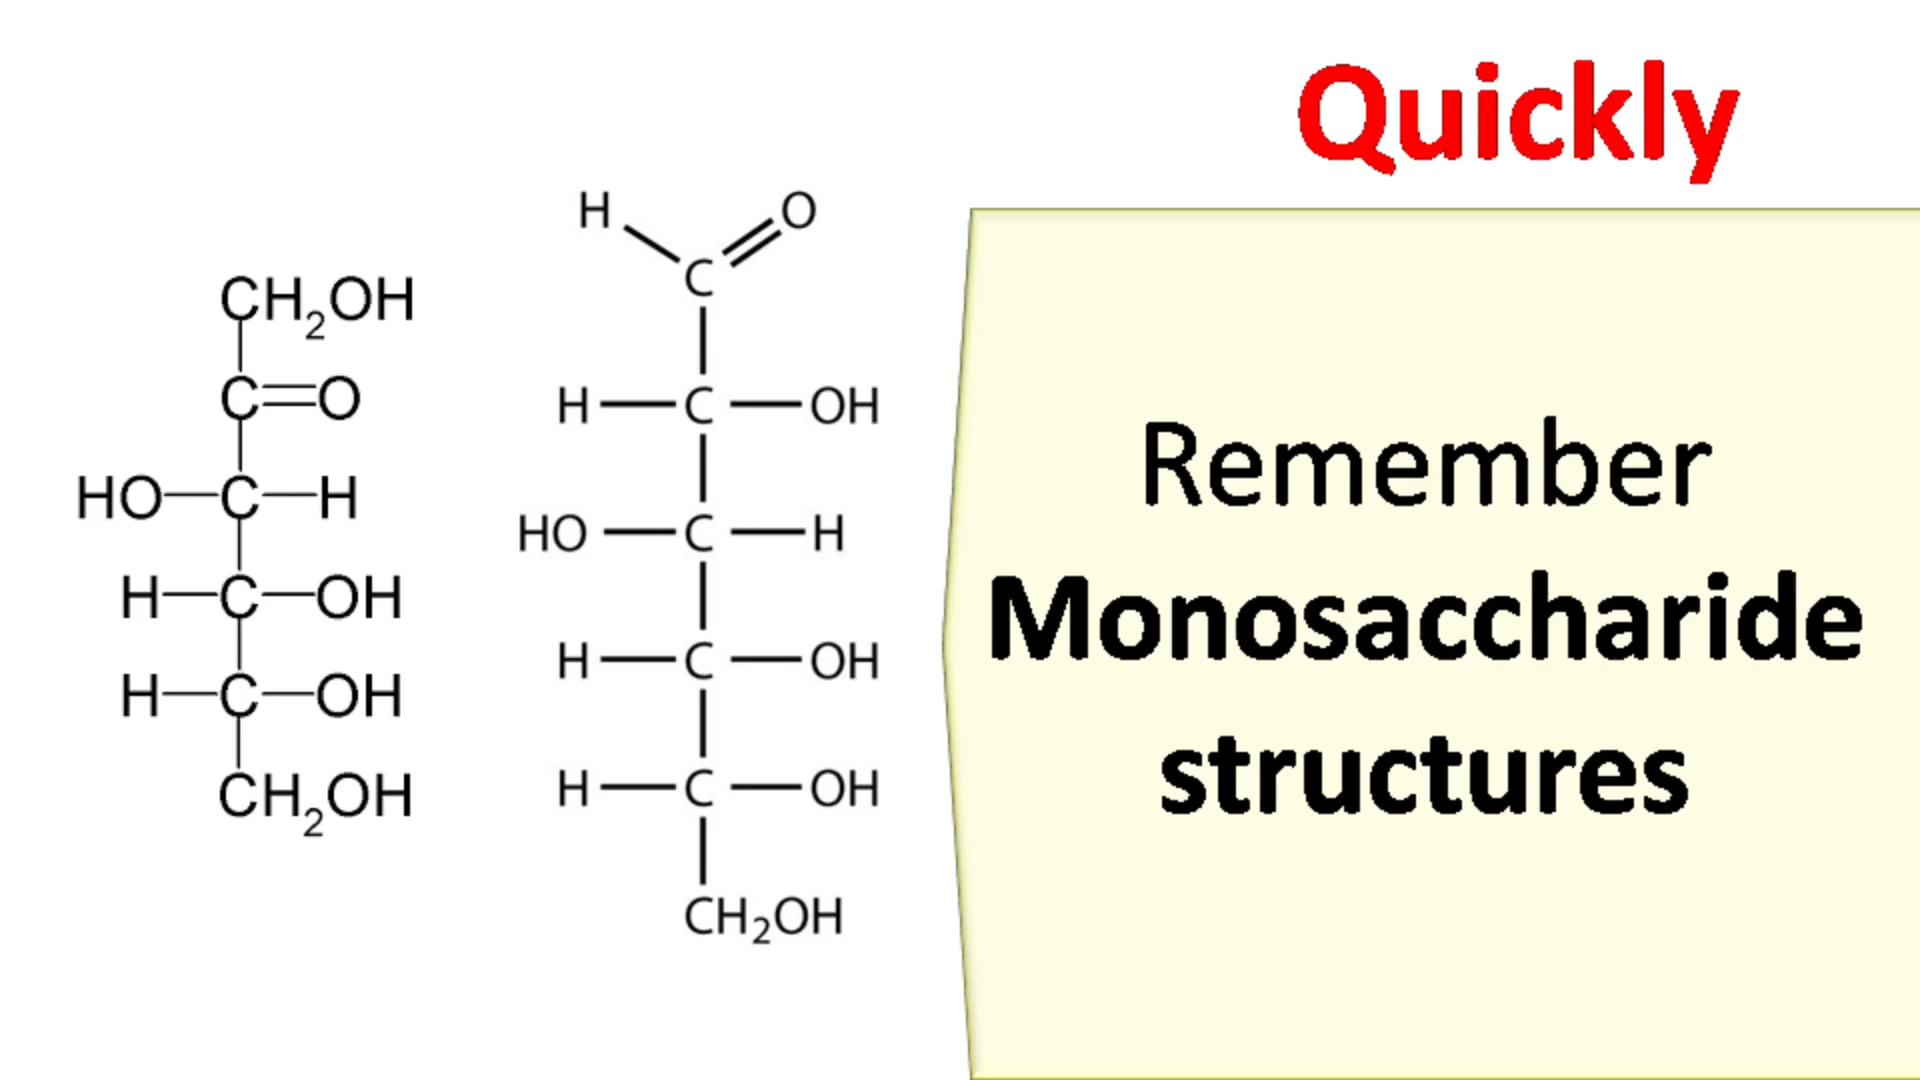 Quickly
Remember
Monosaccharide
structures
CH2OH
C=O
HO—C—H
H—C—OH
H—C—OH
CH2OH
H O
C
H—C—OH
HO—C—H
H—C—OH
H—C—OH
CH2OH